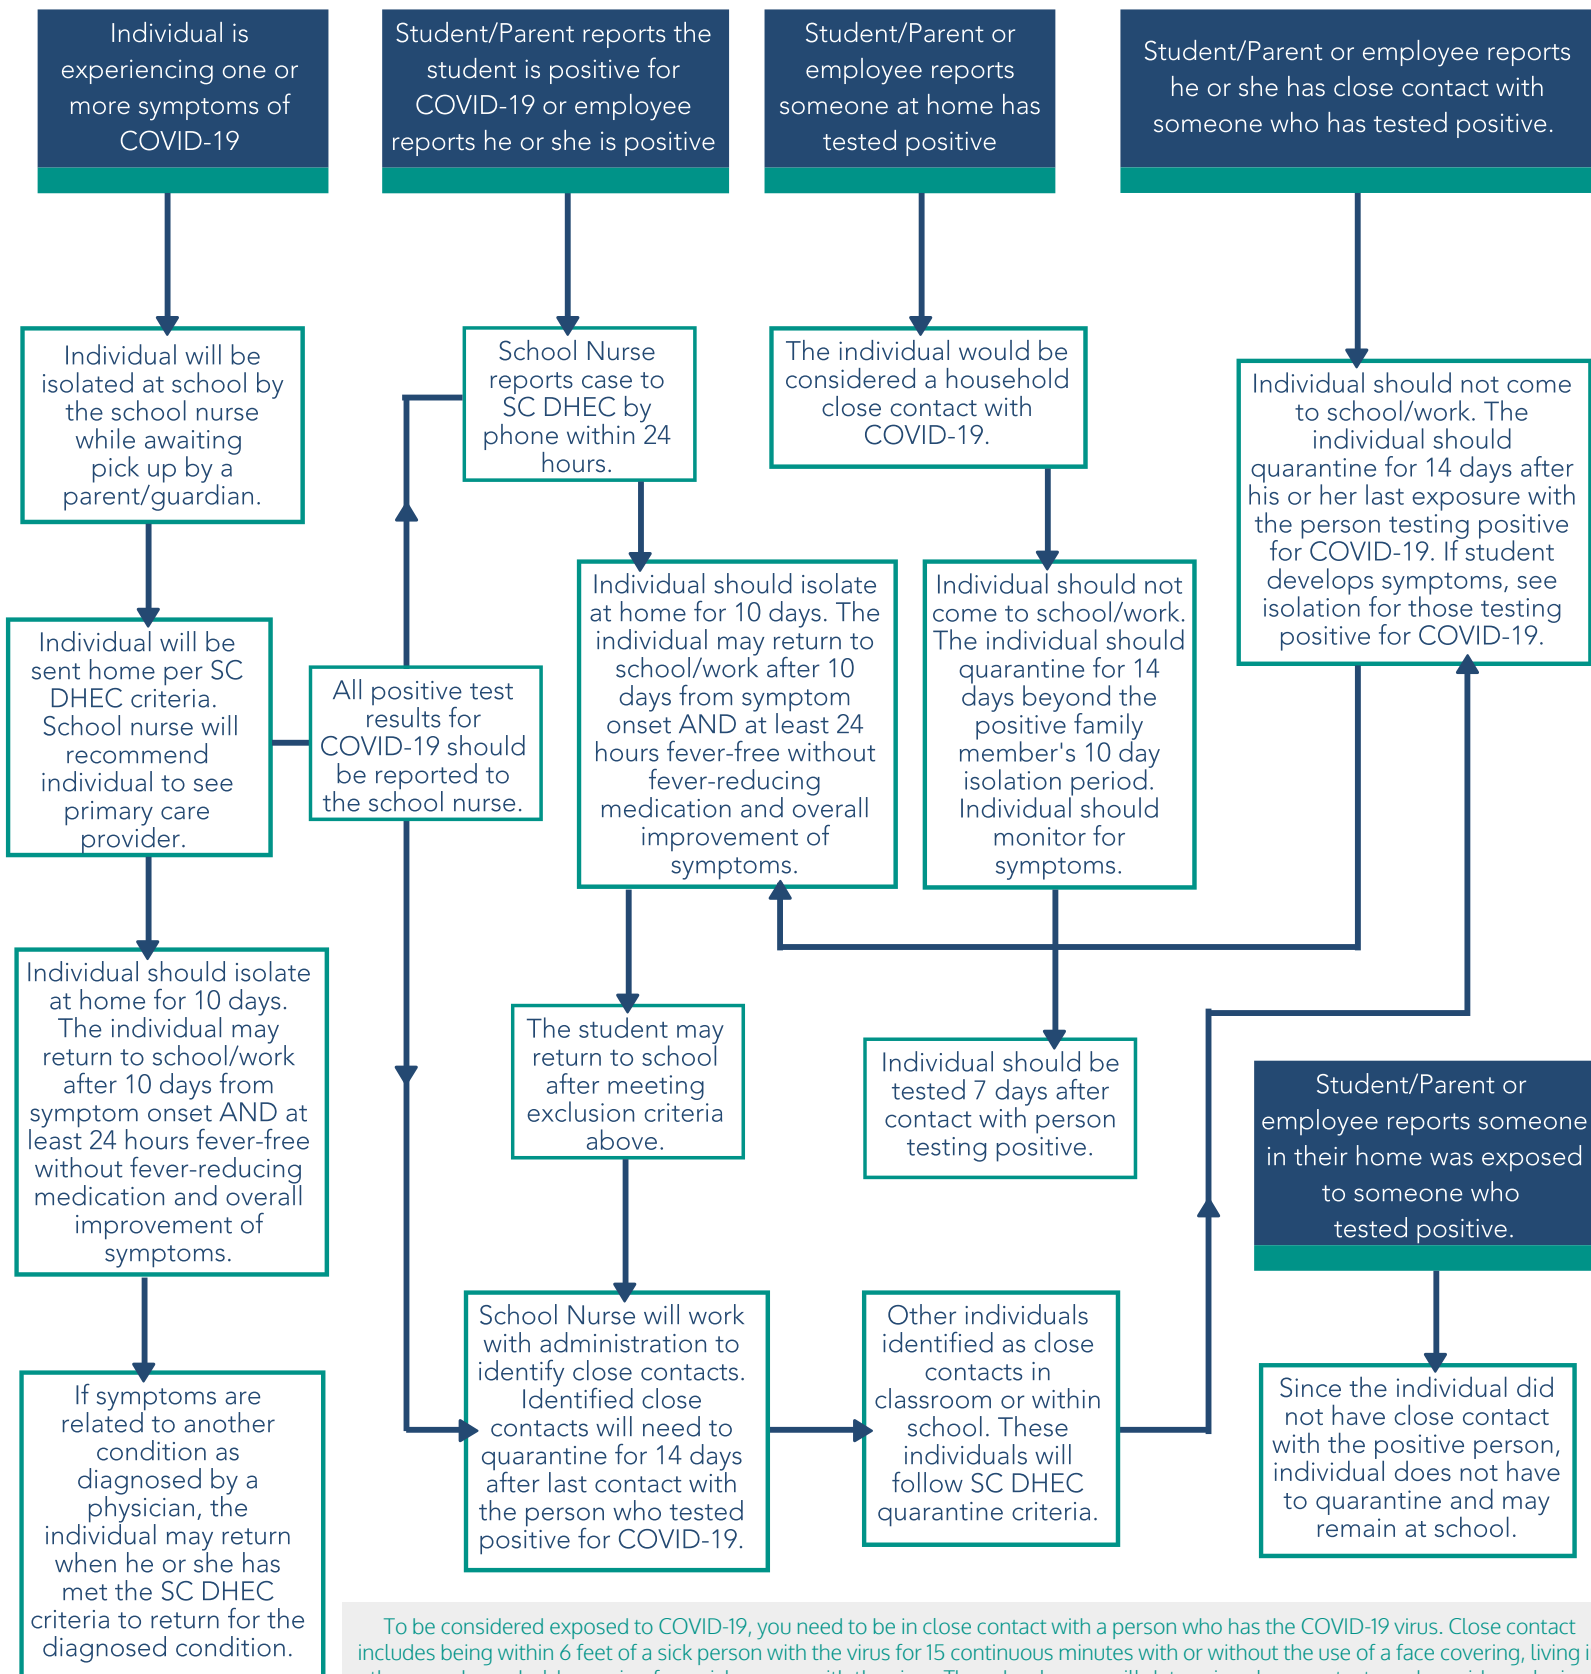 Individual is
experiencing one or
more symptoms of
COVID-19
Student/Parent reports the
student is positive for
COVID-19 or employee
reports he or she is positive
Student/Parent or
employee reports
someone at home has
tested positive
Student/Parent or employee reports
he or she has close contact with
someone who has tested positive.
Individual will be
isolated at school by
the school nurse
while awaiting
pick up by a
parent/guardian.
School Nurse
reports case to
SC DHEC by
phone within 24
hours.
The individual would be
considered a household
close contact with
COVID-19.
Individual should not come
to school/work. The
individual should
quarantine for 14 days after
his or her last exposure with
the person testing positive
for COVID-19. If student
develops symptoms, see
isolation for those testing
positive for COVID-19.
Individual will be
sent home per SC
DHEC criteria.
School nurse will
recommend
individual to see
primary care
provider.
All positive test
results for
COVID-19 should
be reported to
the school nurse.
Individual should isolate
at home for 10 days. The
individual may return to
school/work after 10
days from symptom
onset AND at least 24
hours fever-free without
fever-reducing
medication and overall
improvement of
symptoms.
Individual should not
come to school/work.
The individual should
quarantine for 14
days beyond the
positive family
member's 10 day
isolation period.
Individual should
monitor for
symptoms.
Individual should isolate
at home for 10 days.
The individual may
return to school/work
after 10 days from
symptom onset AND at
least 24 hours fever-free
without fever-reducing
medication and overall
improvement of
symptoms.
The student may
return to school
after meeting
exclusion criteria
above.
Individual should be
tested 7 days after
contact with person
testing positive.
Student/Parent or
employee reports someone
in their home was exposed
to someone who
tested positive.
If symptoms are
related to another
condition as
diagnosed by a
physician, the
individual may return
when he or she has
met the SC DHEC
criteria to return for the
diagnosed condition.
School Nurse will work
with administration to
identify close contacts.
Identified close
contacts will need to
quarantine for 14 days
after last contact with
the person who tested
positive for COVID-19.
Other individuals
identified as close
contacts in
classroom or within
school. These
individuals will
follow SC DHEC
quarantine criteria.
Since the individual did
not have close contact
with the positive person,
individual does not have
to quarantine and may
remain at school.
To be considered exposed to COVID-19, you need to be in close contact with a person who has the COVID-19 virus. Close contact
includes being within 6 feet of a sick person with the virus for 15 continuous minutes with or without the use of a face covering, living